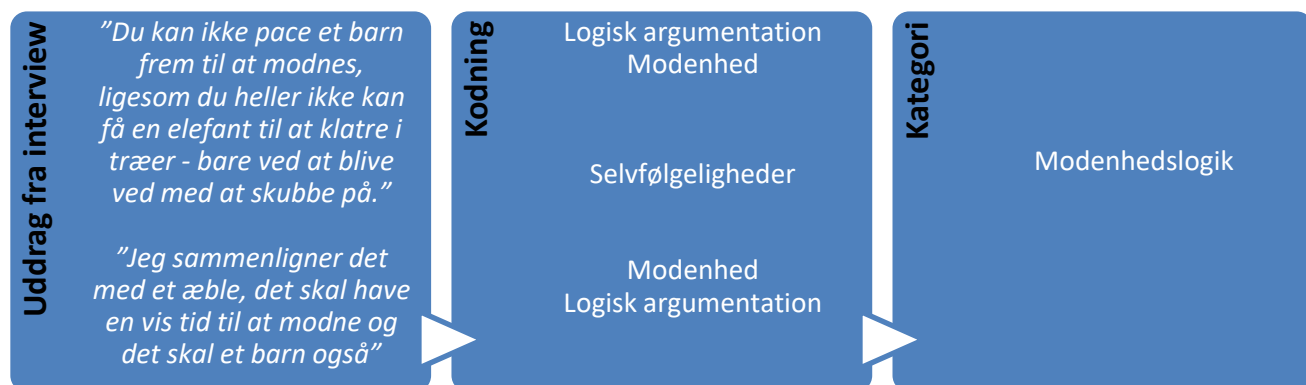 Uddrag fra interview
”Du kan ikke pace et barn
frem til at modnes,
ligesom du heller ikke kan
få en elefant til at klatre i
træer - bare ved at blive
ved med at skubbe på.”
”Jeg sammenligner det
med et æble, det skal have
en vis tid til at modne og
det skal et barn også”
Kodning
Logisk argumentation
Modenhed
Selvfølgeligheder
Modenhed
Logisk argumentation
Kategori
Modenhedslogik